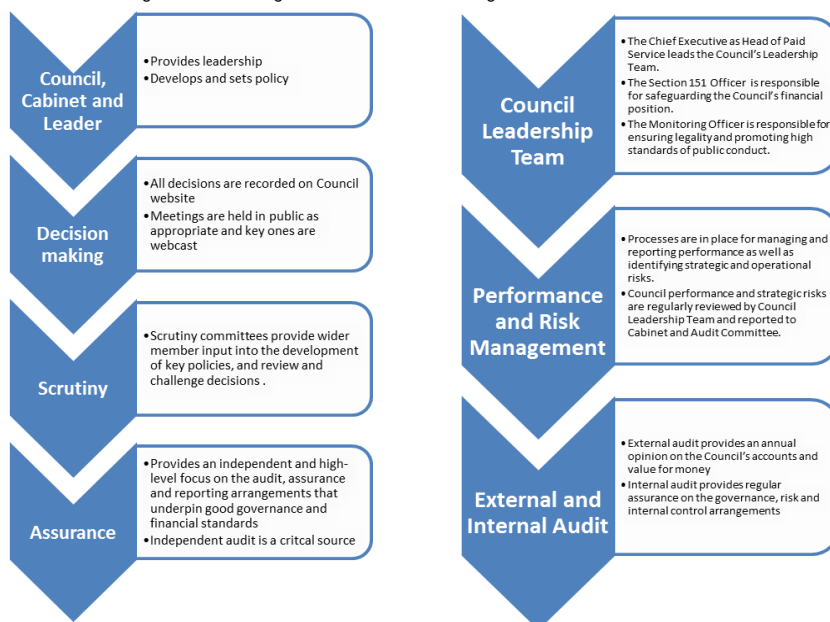 Council,
Cabinet and
Leader
•Provides leadership
•Develops and sets policy
Decision
making
•All decisions are recorded on Council
website
•Meetings are held in public as
appropriate and key ones are
webcast
Scrutiny
•Scrutiny committees provide wider
member input into the development
of key policies, and review and
challenge decisions .
Assurance
•Provides an independent and high-
level focus on the audit, assurance
and reporting arrangements that
underpin good governance and
financial standards
•Independent audit is a critcal source
Council
Leadership
Team
•The Chief Executive as Head of Paid
Service leads the Council's Leadership
Team.
•The Section 151 Officer is responsible
for safeguarding the Council's financial
position.
•The Monitoring Officer is responsible for
ensuring legality and promoting high
standards of public conduct.
Performance
and Risk
Management
•Processes are in place for managing and
reporting performance as well as
identifying strategic and operational
risks.
•Council performance and strategic risks
are regularly reviewed by Council
Leadership Team and reported to
Cabinet and Audit Committee.
External and
Internal Audit
•External audit provides an annual
opinion on the Council's accounts and
value for money
•Internal audit provides regular
assurance on the governance, risk and
internal control arrangements